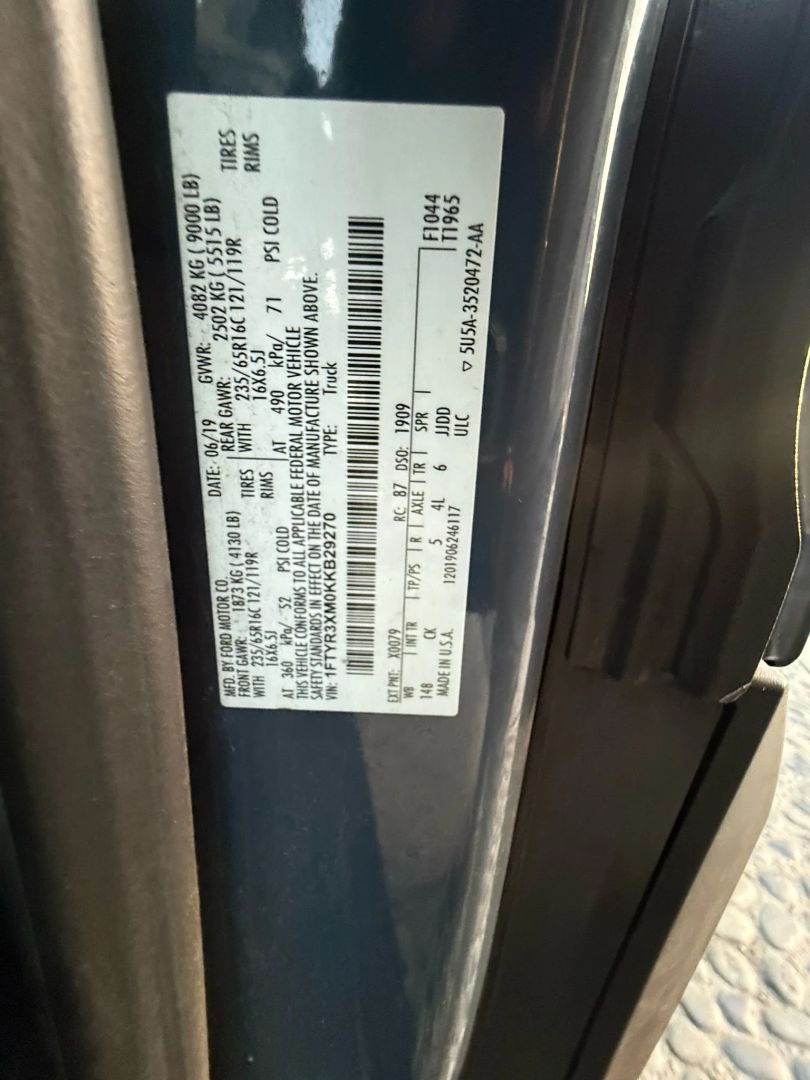 MFD. BY FORD MOTOR CO.
DATE: 06/19 GVWR: 4082 KG ( 9000 LB)
FRONT GAWR: 1873 KG ( 4130 LB) REAR GAWR: 2502 KG ( 5515 LB)
WITH 235/65R16C 121/119R TIRES WITH 235/65R16C 121/119R TIRES
16X6.5J RIMS 16X6.5J RIMS
AT 360 kPa/ 52 PSI COLD AT 490 kPa/ 71 PSI COLD
THIS VEHICLE CONFORMS TO ALL APPLICABLE FEDERAL MOTOR VEHICLE
SAFETY STANDARDS IN EFFECT ON THE DATE OF MANUFACTURE SHOWN ABOVE.
VIN: 1FTYR3XM0KKB29270 TYPE: Truck
EXT PNT: X0079 RC: 87 DSO: 1909
WB INT TR TP/PS R AXLE TR SPR F1044
148 CK 5 4L 6 JJDD T1965
MADE IN U.S.A. 1201906246117 ULC
▽ 5U5A-3520472-AA